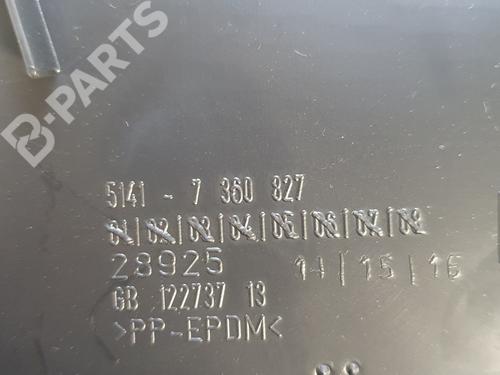 B-PARTS
5141 - 7 360 827
01|02|03|04|05|06|07|08
28925 14|15|16
GB 122737 13
>PP-EPDM<